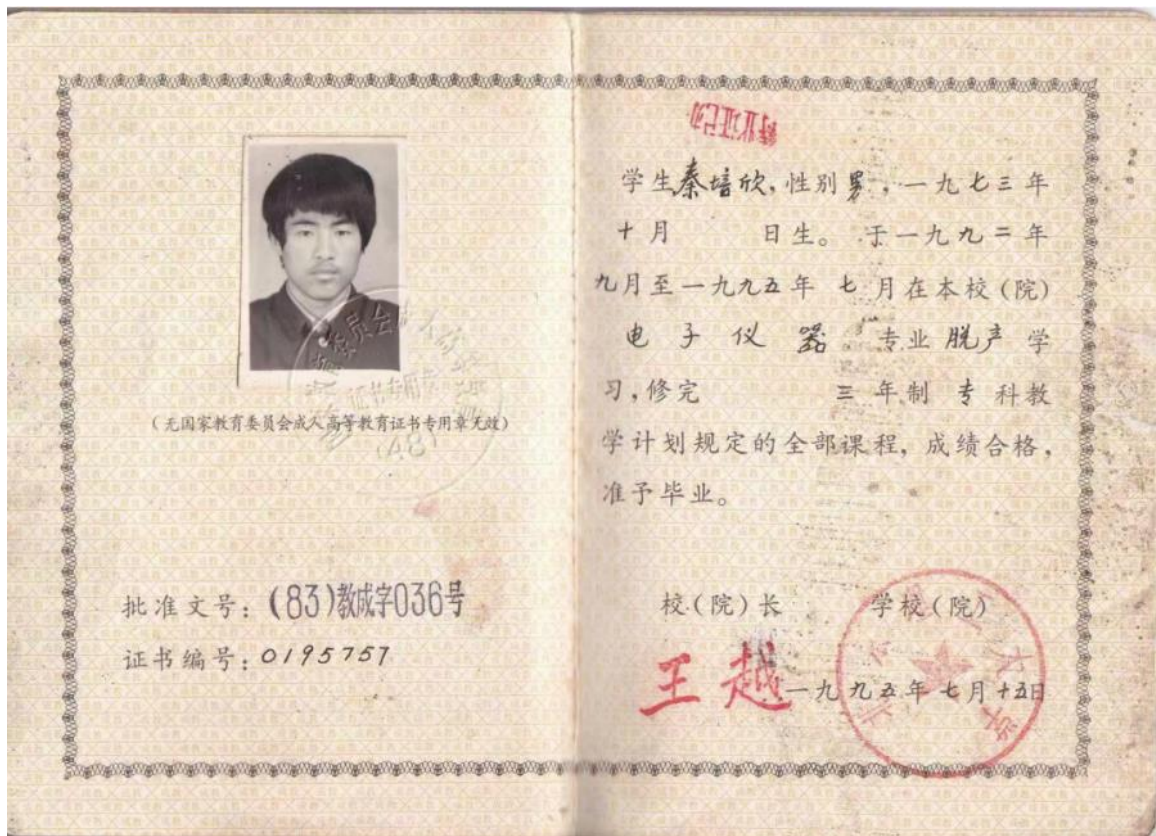 (无国家教育委员会成人高等教育证书专用章无效)
(48)
批准文号：(83)教成字036号
证书编号：0195757
学生秦培欣，性别男，一九七三年
十月 日生。于一九九二年
九月至一九九五年 七月在本校(院)
电子仪器 专业脱产学
习，修完 三年制 专科教
学计划规定的全部课程，成绩合格，
准予毕业。
校(院)长 学校(院)
王越
一九九五年七月十五日